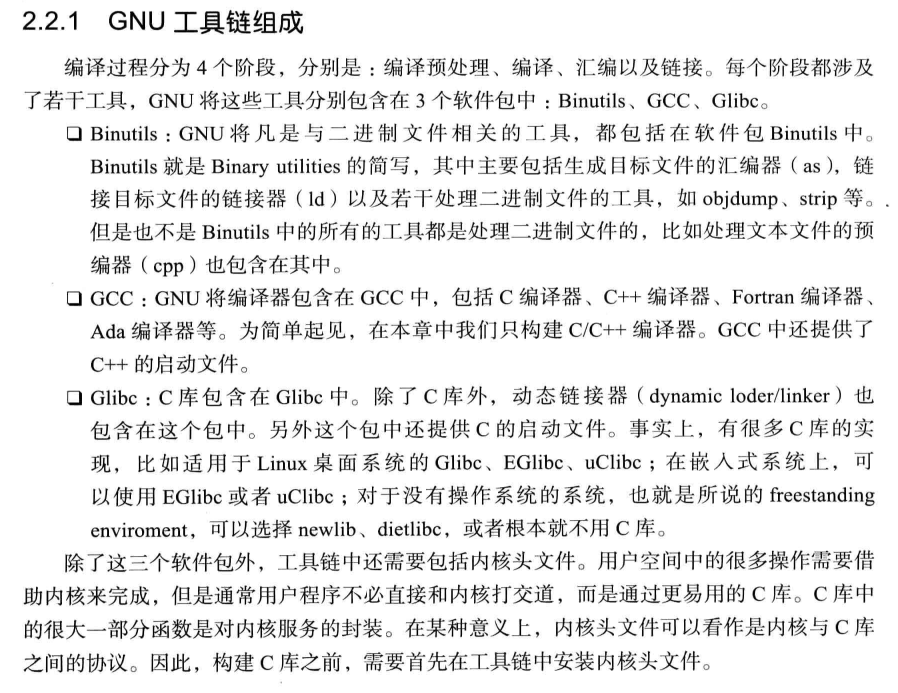 2.2.1 GNU 工具链组成
编译过程分为 4 个阶段，分别是：编译预处理、编译、汇编以及链接。每个阶段都涉及
了若干工具，GNU 将这些工具分别包含在 3 个软件包中：Binutils、GCC、Glibc。
❑ Binutils：GNU 将凡是与二进制文件相关的工具，都包括在软件包 Binutils 中。
Binutils 就是 Binary utilities 的简写，其中主要包括生成目标文件的汇编器（as），链
接目标文件的链接器（ld）以及若干处理二进制文件的工具，如 objdump、strip 等。
但是也不是 Binutils 中的所有的工具都是处理二进制文件的，比如处理文本文件的预
编器（cpp）也包含在其中。
❑ GCC：GNU 将编译器包含在 GCC 中，包括 C 编译器、C++ 编译器、Fortran 编译器、
Ada 编译器等。为简单起见，在本章中我们只构建 C/C++ 编译器。GCC 中还提供了
C++ 的启动文件。
❑ Glibc：C 库包含在 Glibc 中。除了 C 库外，动态链接器（dynamic loder/linker）也
包含在这个包中。另外这个包中还提供 C 的启动文件。事实上，有很多 C 库的实
现，比如适用于 Linux 桌面系统的 Glibc、EGlibc、uClibc；在嵌入式系统上，可
以使用 EGlibc 或者 uClibc；对于没有操作系统的系统，也就是所说的 freestanding
enviroment，可以选择 newlib、dietlibc，或者根本就不用 C 库。
除了这三个软件包外，工具链中还需要包括内核头文件。用户空间中的很多操作需要借
助内核来完成，但是通常用户程序不必直接和内核打交道，而是通过更易用的 C 库。C 库中
的很大一部分函数是对内核服务的封装。在某种意义上，内核头文件可以看作是内核与 C 库
之间的协议。因此，构建 C 库之前，需要首先在工具链中安装内核头文件。